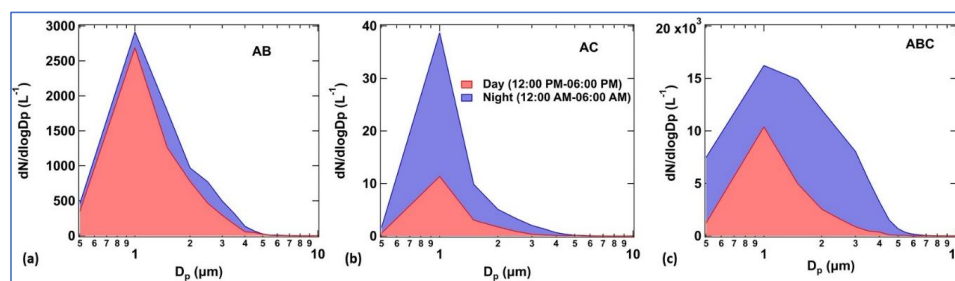 3000
2500
2000
1500
1000
500
0
dN/dlogDp (L⁻¹)
AB
5 6 7 8 9 1 2 3 4 5 6 7 8 9 10
(a)
Dₚ (µm)
40
30
20
10
0
dN/dlogDp (L⁻¹)
AC
Day (12:00 PM-06:00 PM)
Night (12:00 AM-06:00 AM)
5 6 7 8 9 1 2 3 4 5 6 7 8 9 10
(b)
Dₚ (µm)
20 x10³
15
10
5
0
dN/dlogDp (L⁻¹)
ABC
5 6 7 8 9 1 2 3 4 5 6 7 8 9 1
(c)
Dₚ (µm)